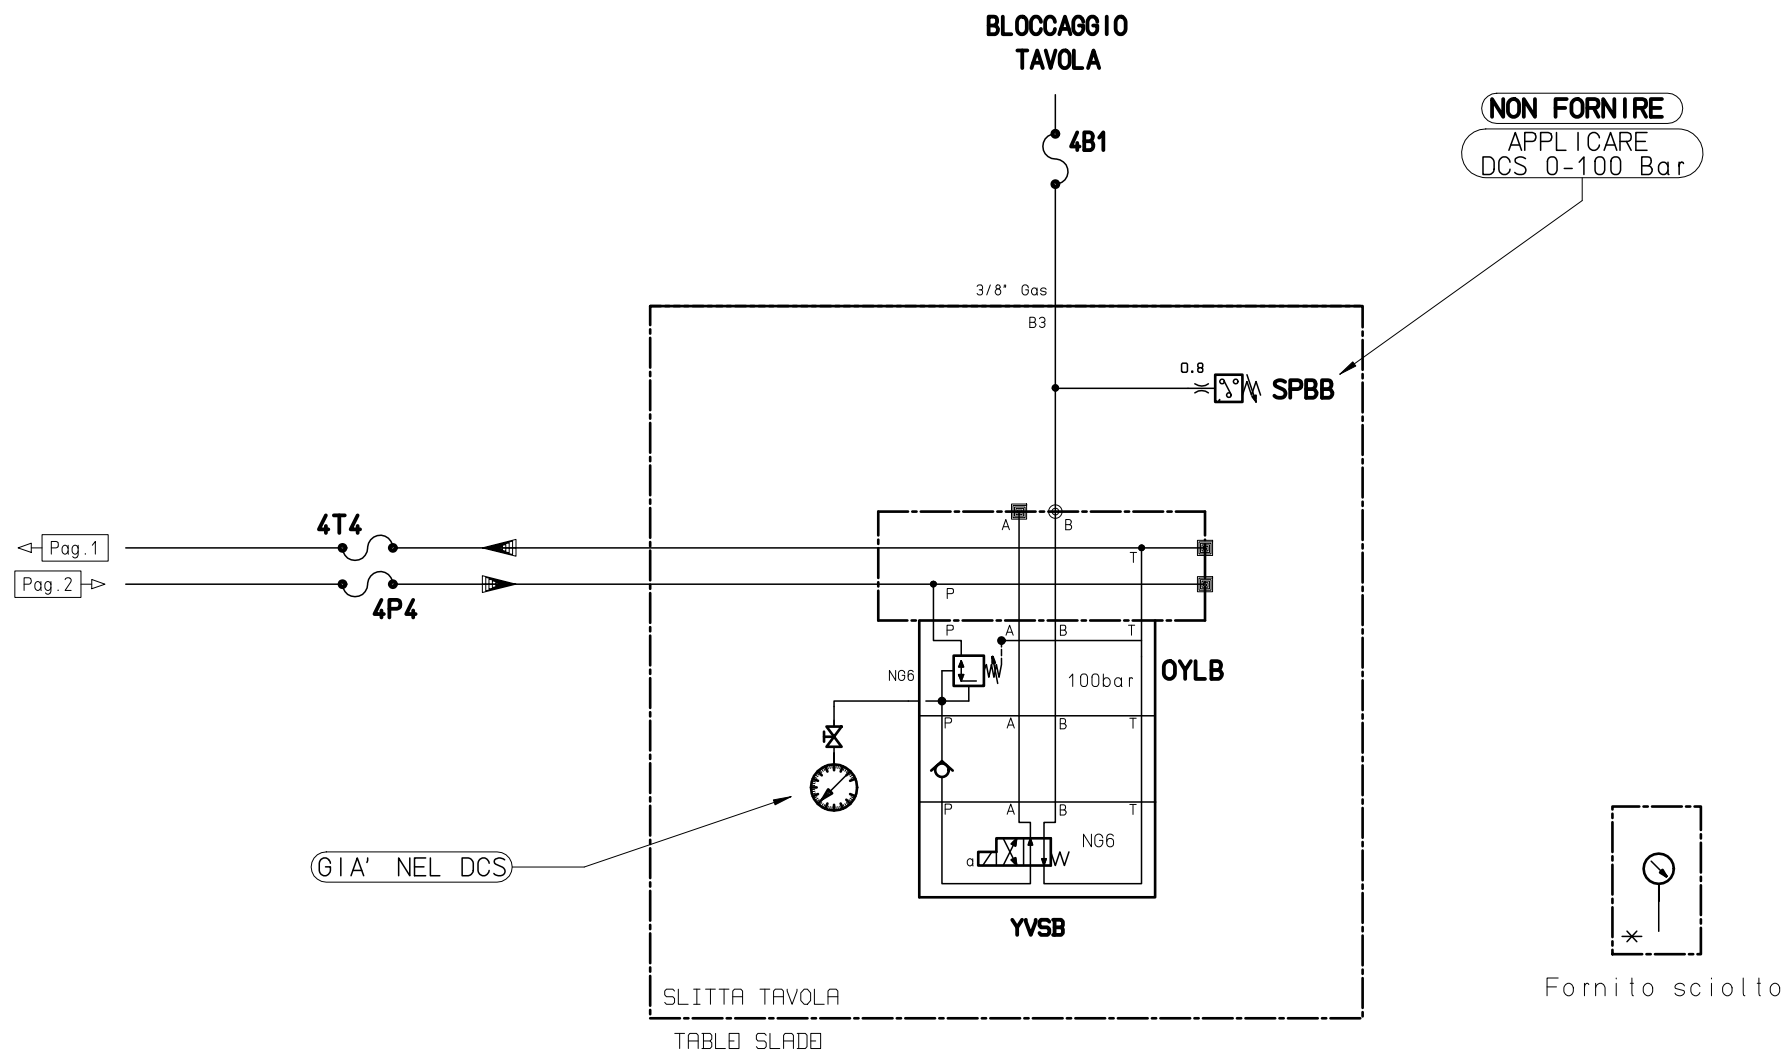 BLOCCAGGIO
TAVOLA
4B1
NON FORNIRE
APPLICARE
DCS 0-100 Bar
3/8" Gas
B3
0.8
SPBB
4T4
A
B
Pag.1
T
Pag.2
P
4P4
P
A
B
T
NG6
100bar
OYLB
P
A
B
T
P
A
B
T
NG6
a
GIA' NEL DCS
YVSB
SLITTA TAVOLA
TABLE SLADE
Fornito sciolto